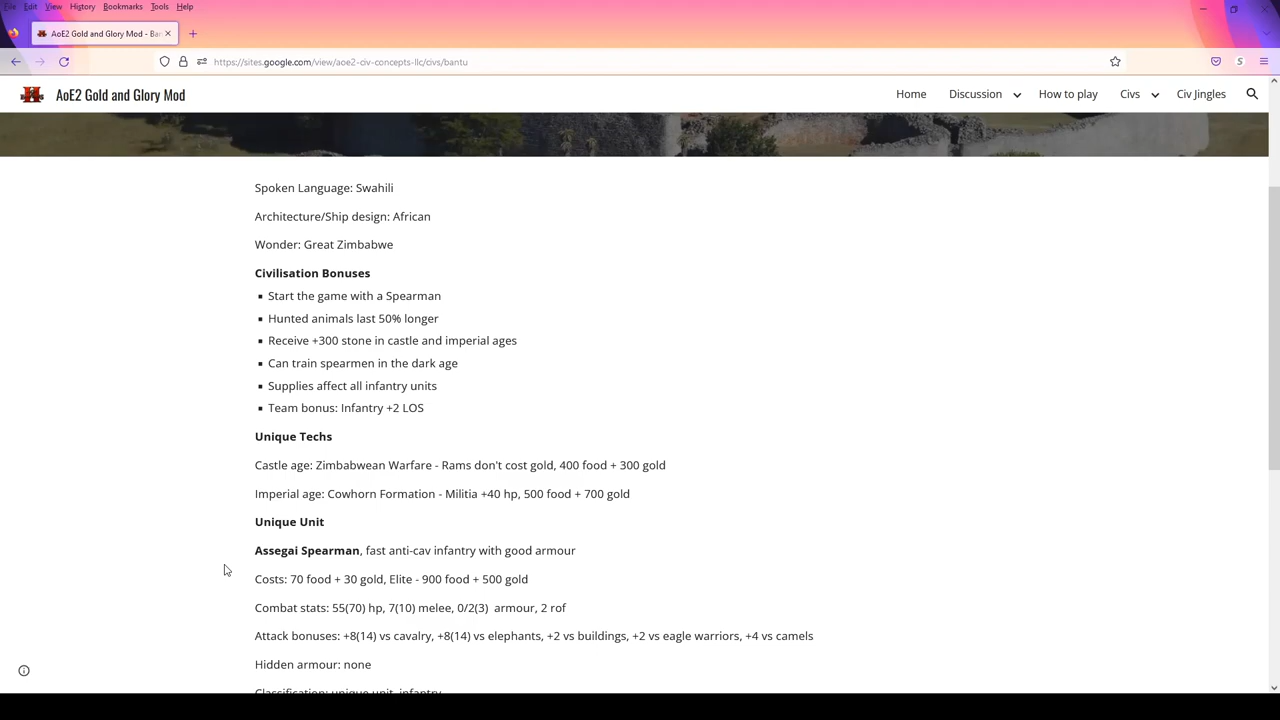 File Edit View History Bookmarks Tools Help
AoE2 Gold and Glory Mod - Ban
https://sites.google.com/view/aoe2-civ-concepts-llc/civs/bantu
AoE2 Gold and Glory Mod Home Discussion How to play Civs Civ Jingles
Spoken Language: Swahili
Architecture/Ship design: African
Wonder: Great Zimbabwe
Civilisation Bonuses
▪ Start the game with a Spearman
▪ Hunted animals last 50% longer
▪ Receive +300 stone in castle and imperial ages
▪ Can train spearmen in the dark age
▪ Supplies affect all infantry units
▪ Team bonus: Infantry +2 LOS
Unique Techs
Castle age: Zimbabwean Warfare - Rams don't cost gold, 400 food + 300 gold
Imperial age: Cowhorn Formation - Militia +40 hp, 500 food + 700 gold
Unique Unit
Assegai Spearman, fast anti-cav infantry with good armour
Costs: 70 food + 30 gold, Elite - 900 food + 500 gold
Combat stats: 55(70) hp, 7(10) melee, 0/2(3) armour, 2 rof
Attack bonuses: +8(14) vs cavalry, +8(14) vs elephants, +2 vs buildings, +2 vs eagle warriors, +4 vs camels
Hidden armour: none
Classification: unique unit, infantry